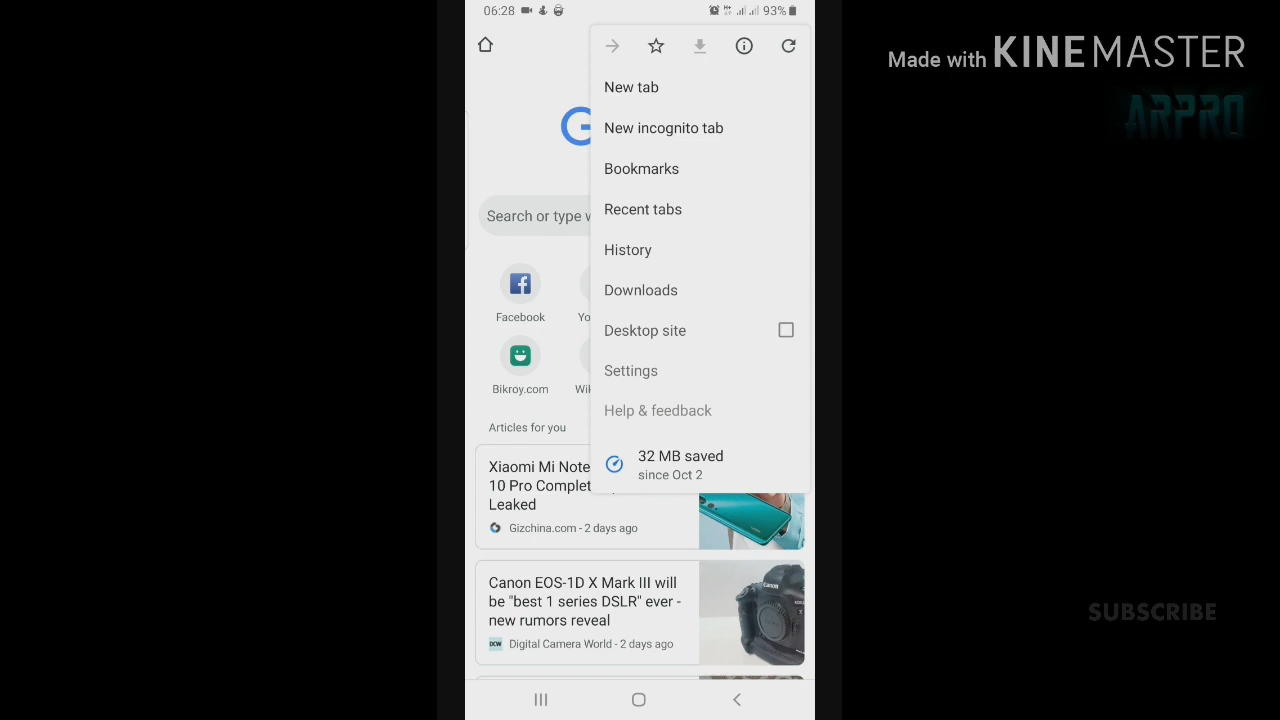 06:28
93%
Made with KINEMASTER
ARPRO
New tab
New incognito tab
Bookmarks
Search or type
Recent tabs
History
Downloads
Facebook
Desktop site
Settings
Bikroy.com
Help & feedback
Articles for you
32 MB saved
since Oct 2
Xiaomi Mi Note
10 Pro
Leaked
Gizchina.com - 2 days ago
Canon EOS-1D X Mark III will
be "best 1 series DSLR" ever -
new rumors reveal
DCW Digital Camera World - 2 days ago
Canon
SUBSCRIBE